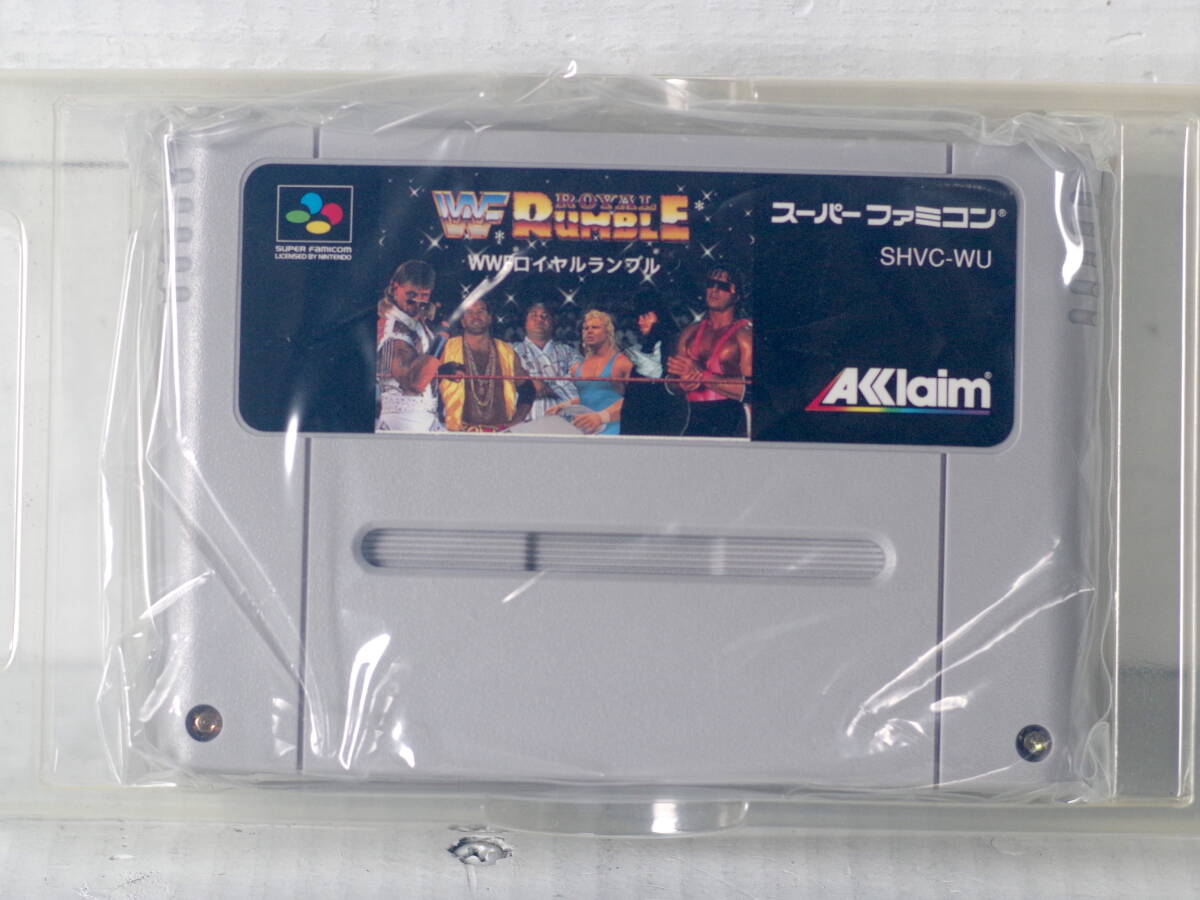 SUPER FAMICOM
LICENSED BY NINTENDO
WF ROYAL
RUMBLE
WWFロイヤルランブル
スーパーファミコン®
SHVC-WU
AKKlaim®